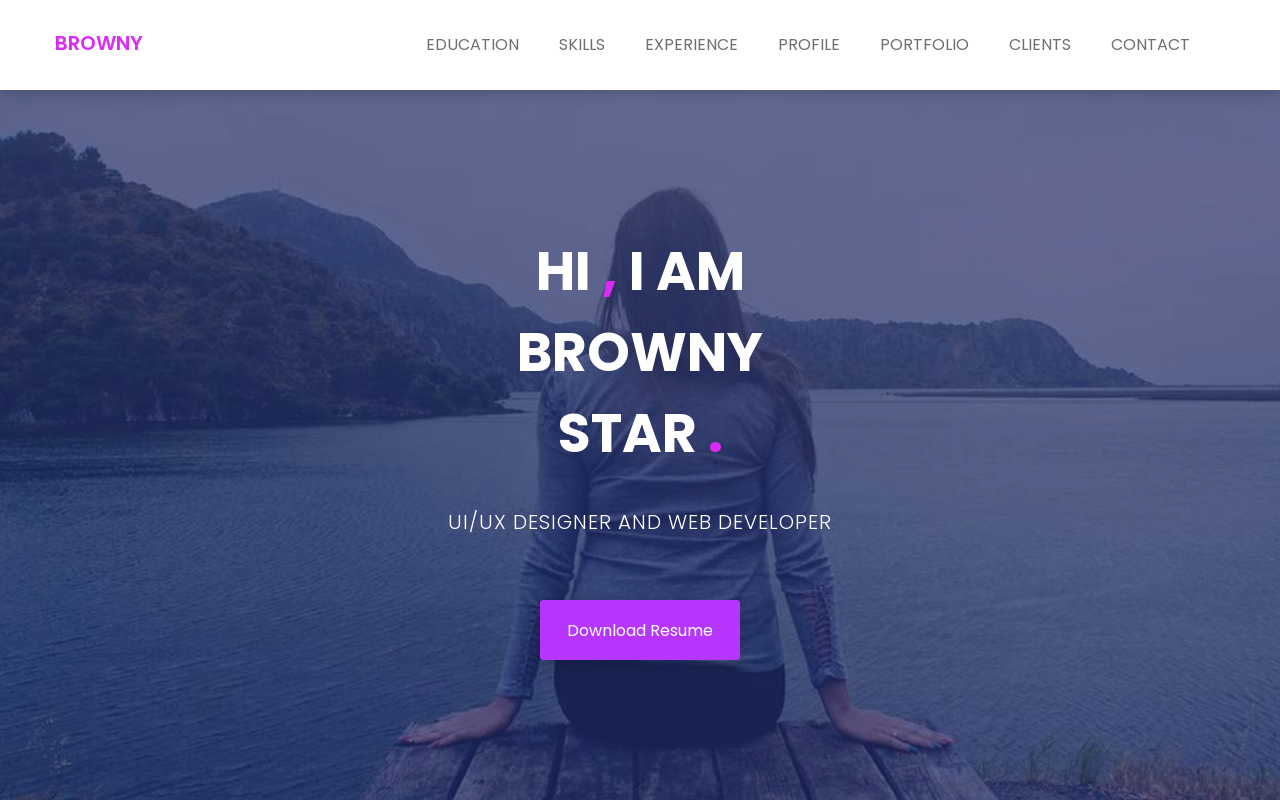 BROWNY
EDUCATION SKILLS EXPERIENCE PROFILE PORTFOLIO CLIENTS CONTACT
HI , I AM
BROWNY
STAR .
UI/UX DESIGNER AND WEB DEVELOPER
Download Resume